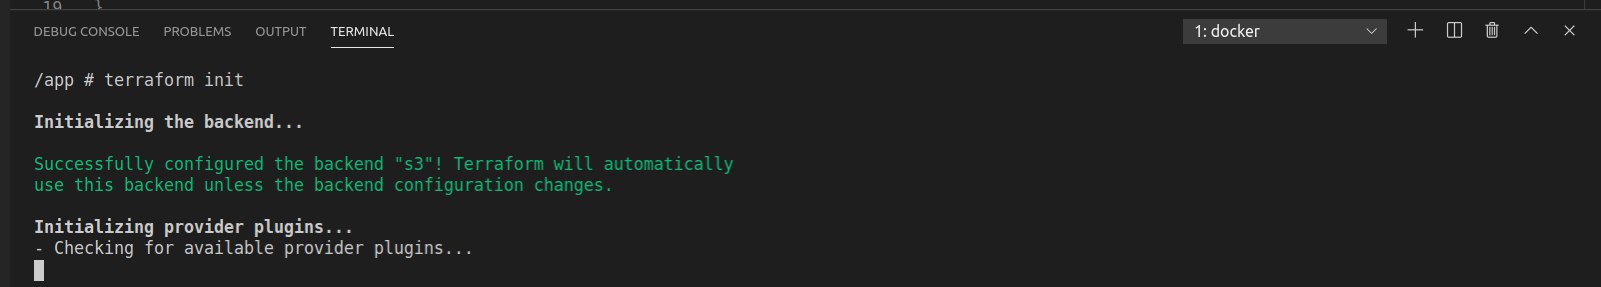 19 }
DEBUG CONSOLE PROBLEMS OUTPUT TERMINAL 1: docker
/app # terraform init
Initializing the backend...
Successfully configured the backend "s3"! Terraform will automatically
use this backend unless the backend configuration changes.
Initializing provider plugins...
- Checking for available provider plugins...